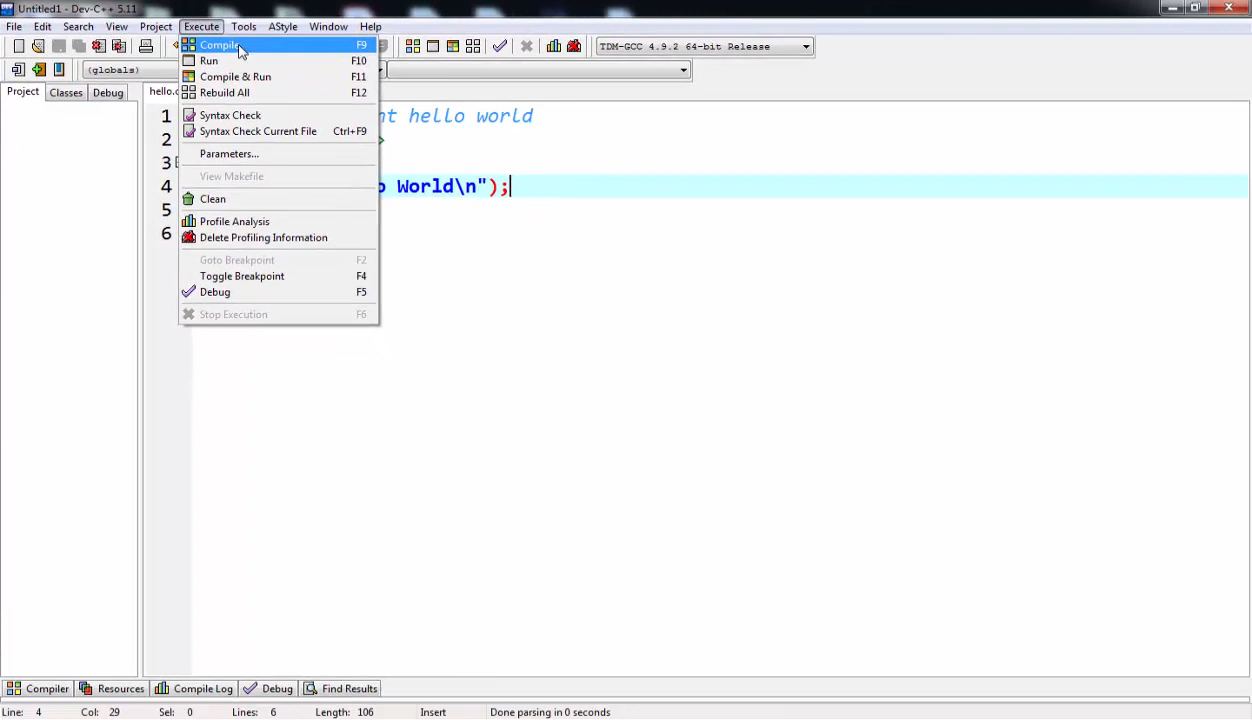 Untitled1 - Dev-C++ 5.11
File Edit Search View Project Execute Tools AStyle Window Help
TDM-GCC 4.9.2 64-bit Release
(globals)
Project Classes Debug
hello.c
Compile F9
Run F10
Compile & Run F11
Rebuild All F12
Syntax Check
Syntax Check Current File Ctrl+F9
Parameters...
View Makefile
Clean
Profile Analysis
Delete Profiling Information
Goto Breakpoint F2
Toggle Breakpoint F4
Debug F5
Stop Execution F6
1 nt hello world
2 >
3
4 o World\n");
5
6
Compiler Resources Compile Log Debug Find Results
Line: 4 Col: 29 Sel: 0 Lines: 6 Length: 106 Insert Done parsing in 0 seconds